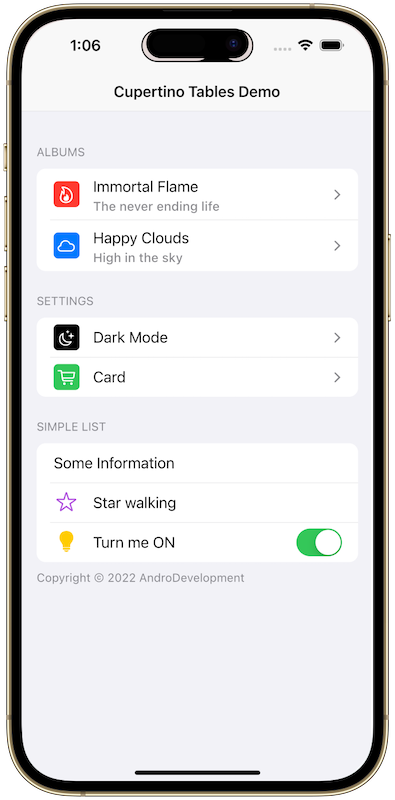 1:06
Cupertino Tables Demo
ALBUMS
Immortal Flame
The never ending life
Happy Clouds
High in the sky
SETTINGS
Dark Mode
Card
SIMPLE LIST
Some Information
Star walking
Turn me ON
Copyright © 2022 AndroDevelopment